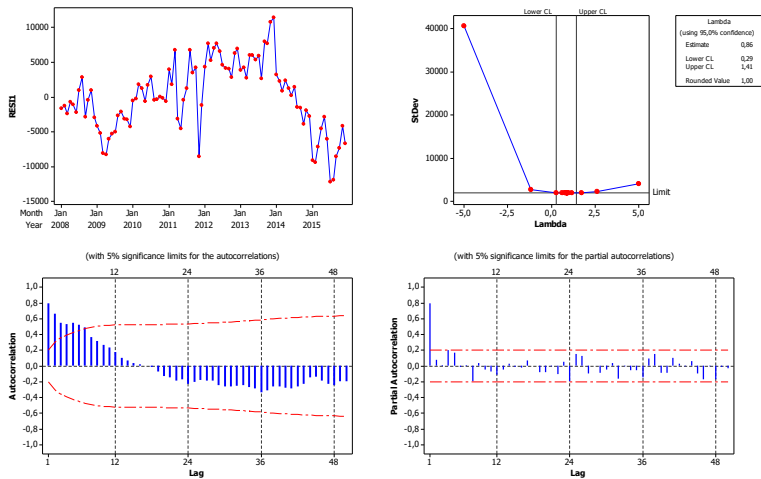 10000
5000
0
-5000
-10000
-15000
RESI1
Month Jan Jan Jan Jan Jan Jan Jan Jan
Year 2008 2009 2010 2011 2012 2013 2014 2015
Lower CL Upper CL
40000
30000
20000
10000
0
StDev
Limit
-5,0 -2,5 0,0 2,5 5,0
Lambda
Lambda
(using 95,0% confidence)
Estimate 0,86
Lower CL 0,29
Upper CL 1,41
Rounded Value 1,00
(with 5% significance limits for the autocorrelations)
12 24 36 48
1,0
0,8
0,6
0,4
0,2
0,0
-0,2
-0,4
-0,6
-0,8
-1,0
Autocorrelation
1 12 24 36 48
Lag
(with 5% significance limits for the partial autocorrelations)
12 24 36 48
1,0
0,8
0,6
0,4
0,2
0,0
-0,2
-0,4
-0,6
-0,8
-1,0
Partial Autocorrelation
1 12 24 36 48
Lag